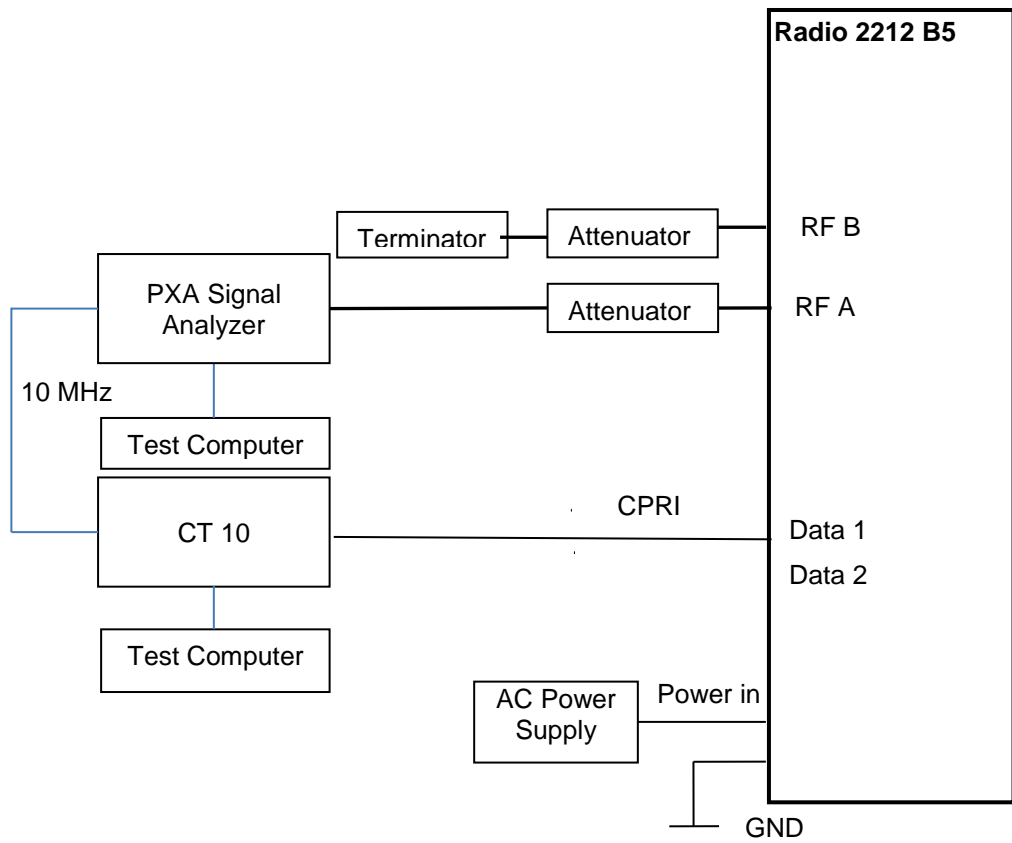 Radio 2212 B5
RF B
Terminator
Attenuator
PXA Signal
Analyzer
Attenuator
RF A
10 MHz
Test Computer
CPRI
CT 10
Data 1
Data 2
Test Computer
AC Power
Supply
Power in
GND